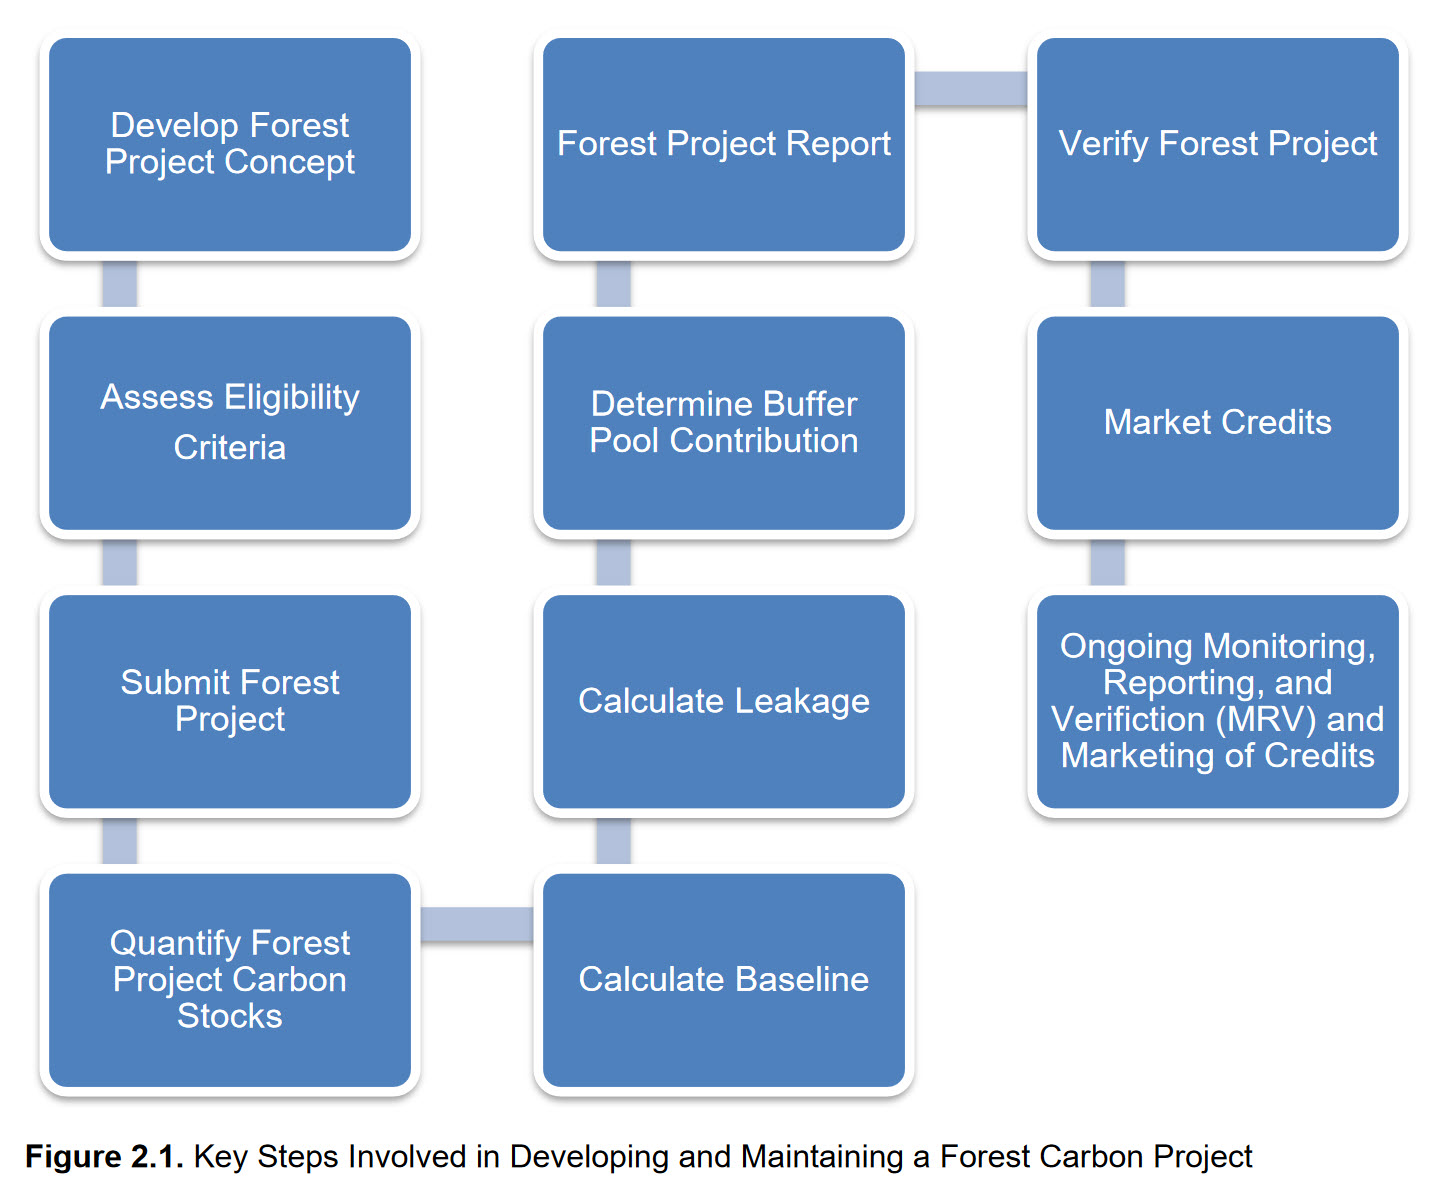 Develop Forest
Project Concept
Assess Eligibility
Criteria
Submit Forest
Project
Quantify Forest
Project Carbon
Stocks
Calculate Baseline
Calculate Leakage
Determine Buffer
Pool Contribution
Forest Project Report
Verify Forest Project
Market Credits
Ongoing Monitoring,
Reporting, and
Verifiction (MRV) and
Marketing of Credits
Figure 2.1. Key Steps Involved in Developing and Maintaining a Forest Carbon Project